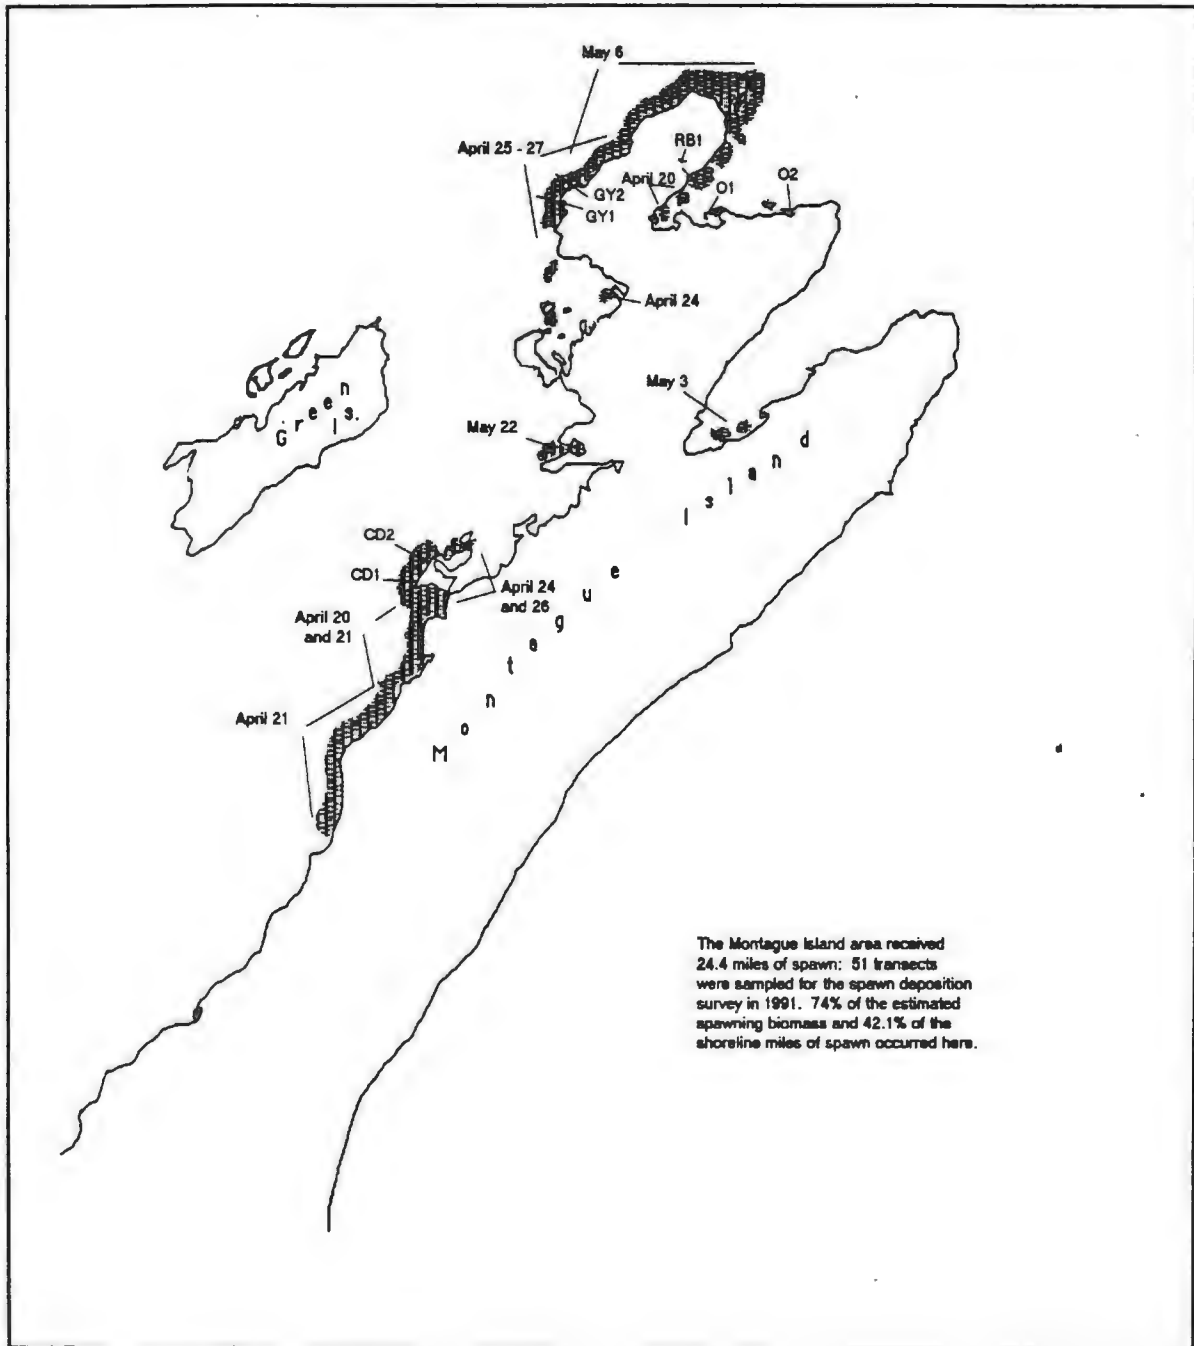 May 6
April 25 - 27
RB1
April 20
O1
O2
GY2
GY1
April 24
Green Is.
May 3
May 22
Montague Island
CD2
CD1
April 24
and 26
April 20
and 21
April 21
The Montague Island area received
24.4 miles of spawn: 51 transects
were sampled for the spawn deposition
survey in 1991. 74% of the estimated
spawning biomass and 42.1% of the
shoreline miles of spawn occurred here.